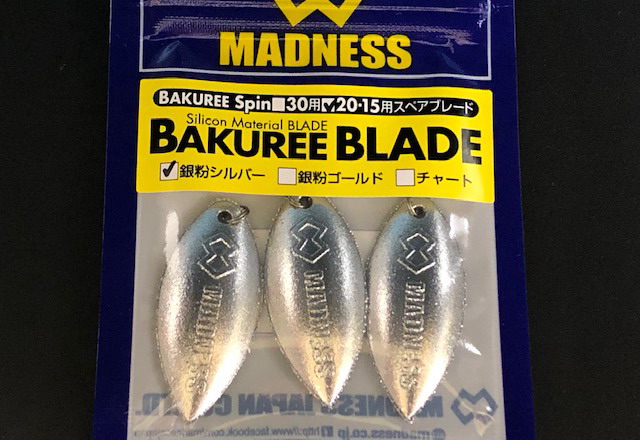 MADNESS
BAKUREE Spin□30用☑20・15用スペアブレード
Silicon Material BLADE
BAKUREE BLADE
☑銀粉シルバー □銀粉ゴールド □チャート
MADNESS MADNESS MADNESS
MADNESS JAPAN CO.,LTD.